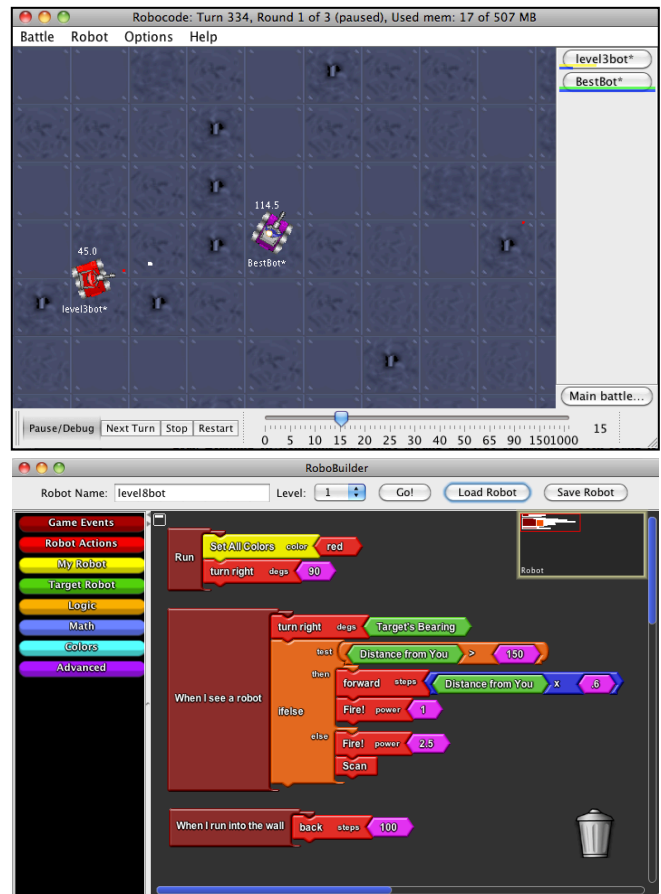 Robocode: Turn 334, Round 1 of 3 (paused), Used mem: 17 of 507 MB
Battle Robot Options Help
level3bot*
BestBot*
114.5
BestBot*
45.0
level3bot*
Main battle...
Pause/Debug Next Turn Stop Restart
15
0 5 10 15 20 25 30 40 50 65 90 150 1000
RoboBuilder
Robot Name: level8bot Level: 1 Go! Load Robot Save Robot
Game Events
Robot Actions
My Robot
Target Robot
Logic
Math
Colors
Advanced
Robot
Run
Set All Colors color red
turn right degs 90
When I see a robot
turn right degs Target's Bearing
ifelse
test Distance from You > 150
then forward steps Distance from You x .6
Fire! power 1
else Fire! power 2.5
Scan
When I run into the wall back steps 100